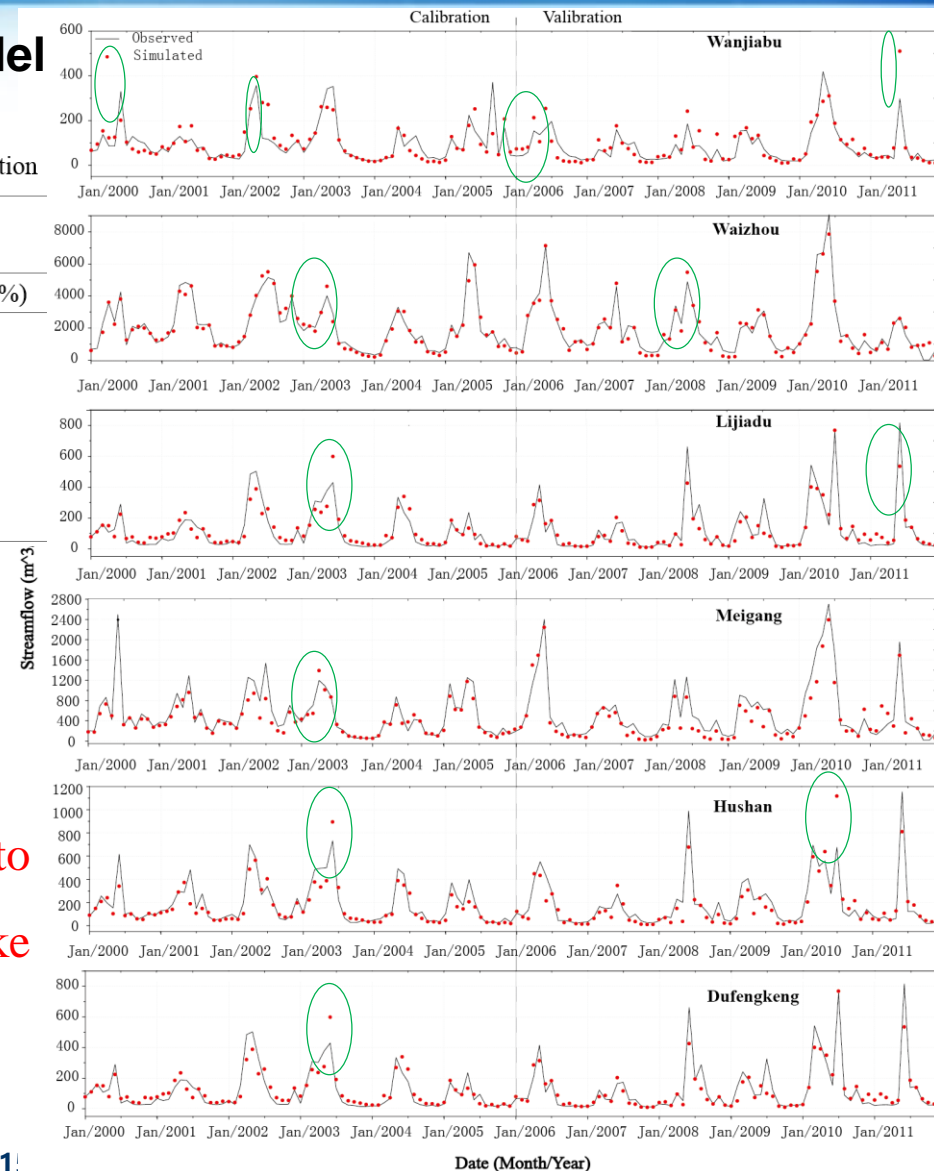 Calibration Valibration
del
600
Observed
Simulated
Wanjiabu
400
200
0
tion
Jan/2000 Jan/2001 Jan/2002 Jan/2003 Jan/2004 Jan/2005 Jan/2006 Jan/2007 Jan/2008 Jan/2009 Jan/2010 Jan/2011
8000
Waizhou
6000
%)
4000
2000
0
Jan/2000 Jan/2001 Jan/2002 Jan/2003 Jan/2004 Jan/2005 Jan/2006 Jan/2007 Jan/2008 Jan/2009 Jan/2010 Jan/2011
800
Lijiadu
600
400
200
0
Jan/2000 Jan/2001 Jan/2002 Jan/2003 Jan/2004 Jan/2005 Jan/2006 Jan/2007 Jan/2008 Jan/2009 Jan/2010 Jan/2011
Streamflow (m^3
2800
Meigang
2400
2000
1600
1200
800
400
0
Jan/2000 Jan/2001 Jan/2002 Jan/2003 Jan/2004 Jan/2005 Jan/2006 Jan/2007 Jan/2008 Jan/2009 Jan/2010 Jan/2011
1200
Hushan
1000
800
to
600
400
ke
200
0
Jan/2000 Jan/2001 Jan/2002 Jan/2003 Jan/2004 Jan/2005 Jan/2006 Jan/2007 Jan/2008 Jan/2009 Jan/2010 Jan/2011
800
Dufengkeng
600
400
200
0
Jan/2000 Jan/2001 Jan/2002 Jan/2003 Jan/2004 Jan/2005 Jan/2006 Jan/2007 Jan/2008 Jan/2009 Jan/2010 Jan/2011
Date (Month/Year)